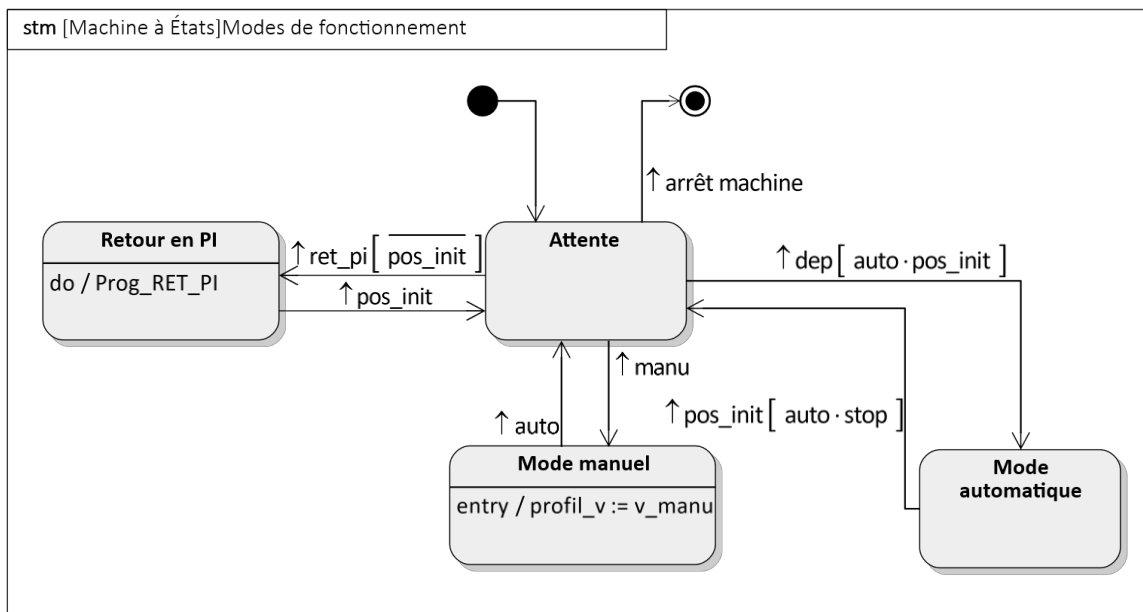 stm [Machine à États]Modes de fonctionnement
↑ arrêt machine
Retour en PI
do / Prog_RET_PI
↑ ret_pi [ p̅o̅s̅_̅i̅n̅i̅t̅ ]
↑ pos_init
Attente
↑ dep [ auto · pos_init ]
↑ manu
↑ auto
↑ pos_init [ auto · stop ]
Mode manuel
entry / profil_v := v_manu
Mode
automatique